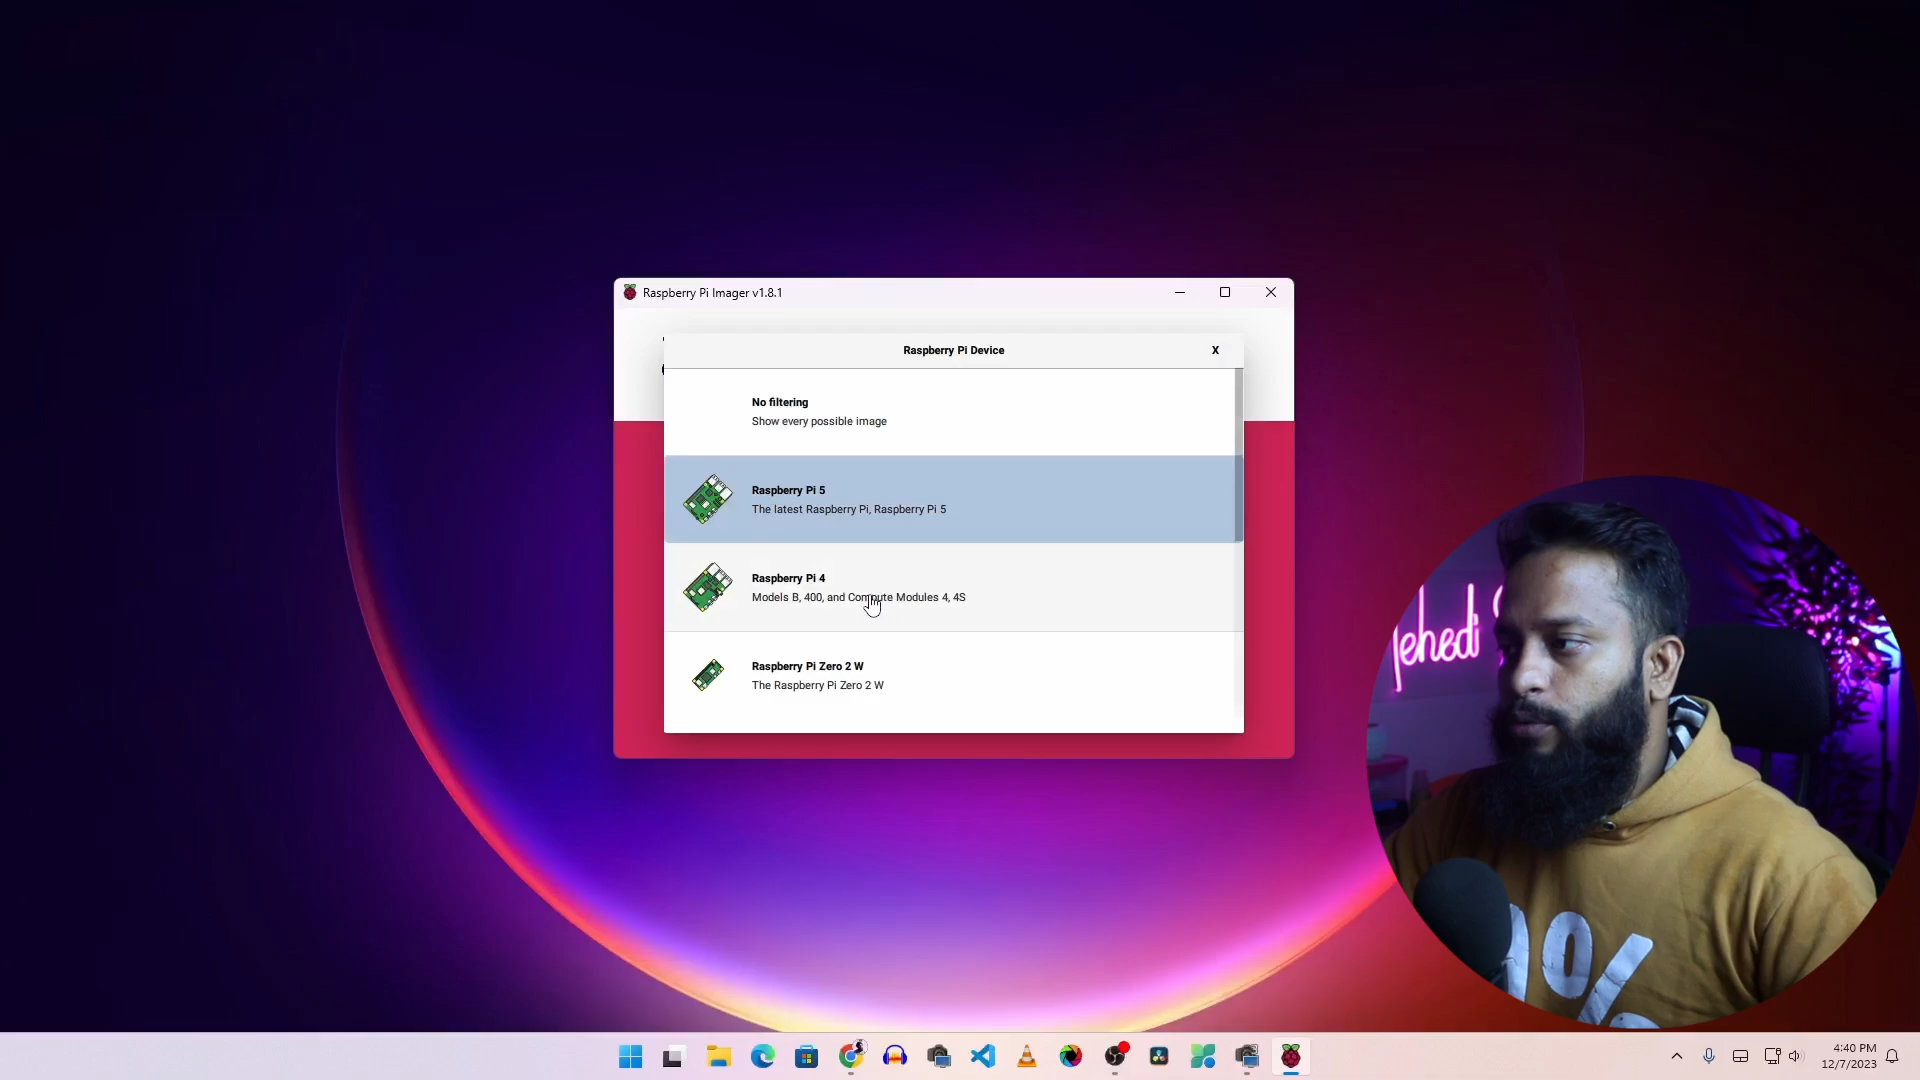 Raspberry Pi Imager v1.8.1
Raspberry Pi Device
X
No filtering
Show every possible image
Raspberry Pi 5
The latest Raspberry Pi, Raspberry Pi 5
Raspberry Pi 4
Models B, 400, and Compute Modules 4, 4S
Raspberry Pi Zero 2 W
The Raspberry Pi Zero 2 W
ehedi
%
4:40 PM
12/7/2023